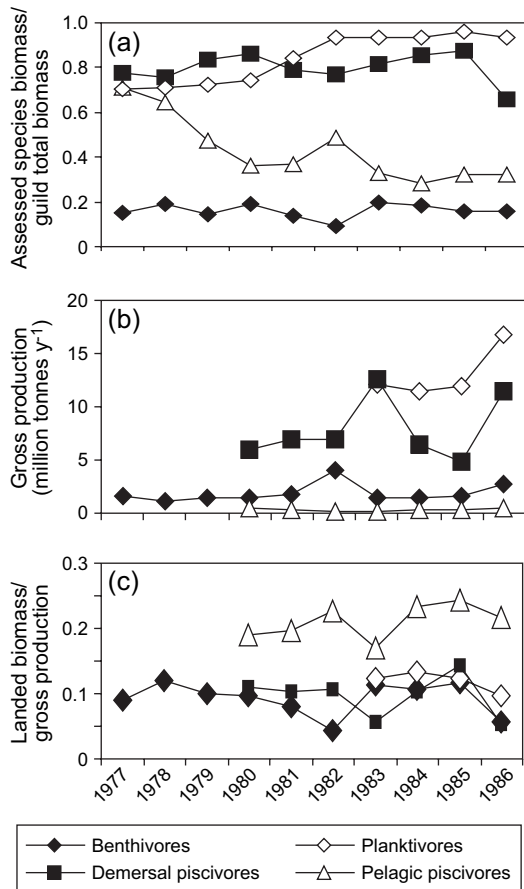 (a)
Assessed species biomass/
guild total biomass
1.0
0.8
0.6
0.4
0.2
0
(b)
Gross production
(million tonnes y⁻¹)
20
15
10
5
0
(c)
Landed biomass/
gross production
0.3
0.2
0.1
0
1977 1978 1979 1980 1981 1982 1983 1984 1985 1986
Benthivores Planktivores
Demersal piscivores Pelagic piscivores